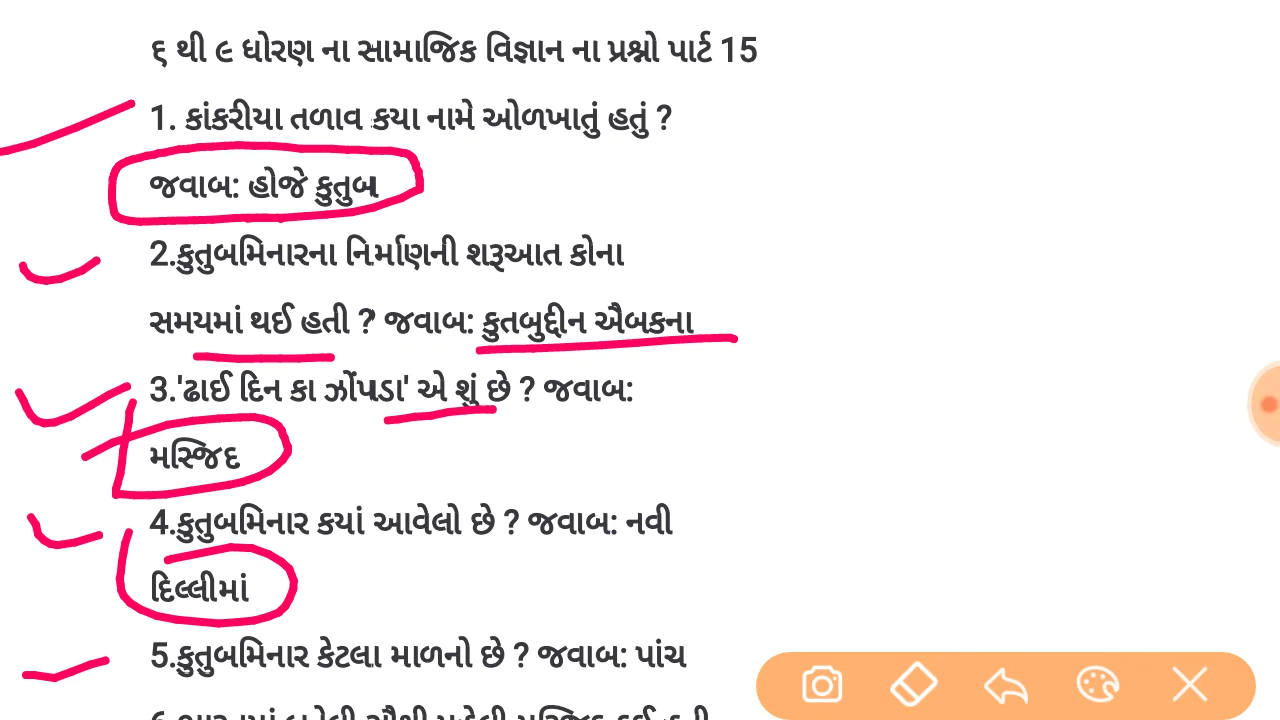 ૬ થી ૯ ધોરણ ના સામાજિક વિજ્ઞાન ના પ્રશ્નો પાર્ટ 15
1. કાંકરીયા તળાવ કયા નામે ઓળખાતું હતું ?
જવાબ: હોજે કુતુબ
2.કુતુબમિનારના નિર્માણની શરૂઆત કોના
સમયમાં થઈ હતી ? જવાબ: કુતબુદ્દીન ઐબકના
3.'ઢાઈ દિન કા ઝોંપડા' એ શું છે ? જવાબ:
મસ્જિદ
4.કુતુબમિનાર કયાં આવેલો છે ? જવાબ: નવી
દિલ્લીમાં
5.કુતુબમિનાર કેટલા માળનો છે ? જવાબ: પાંચ